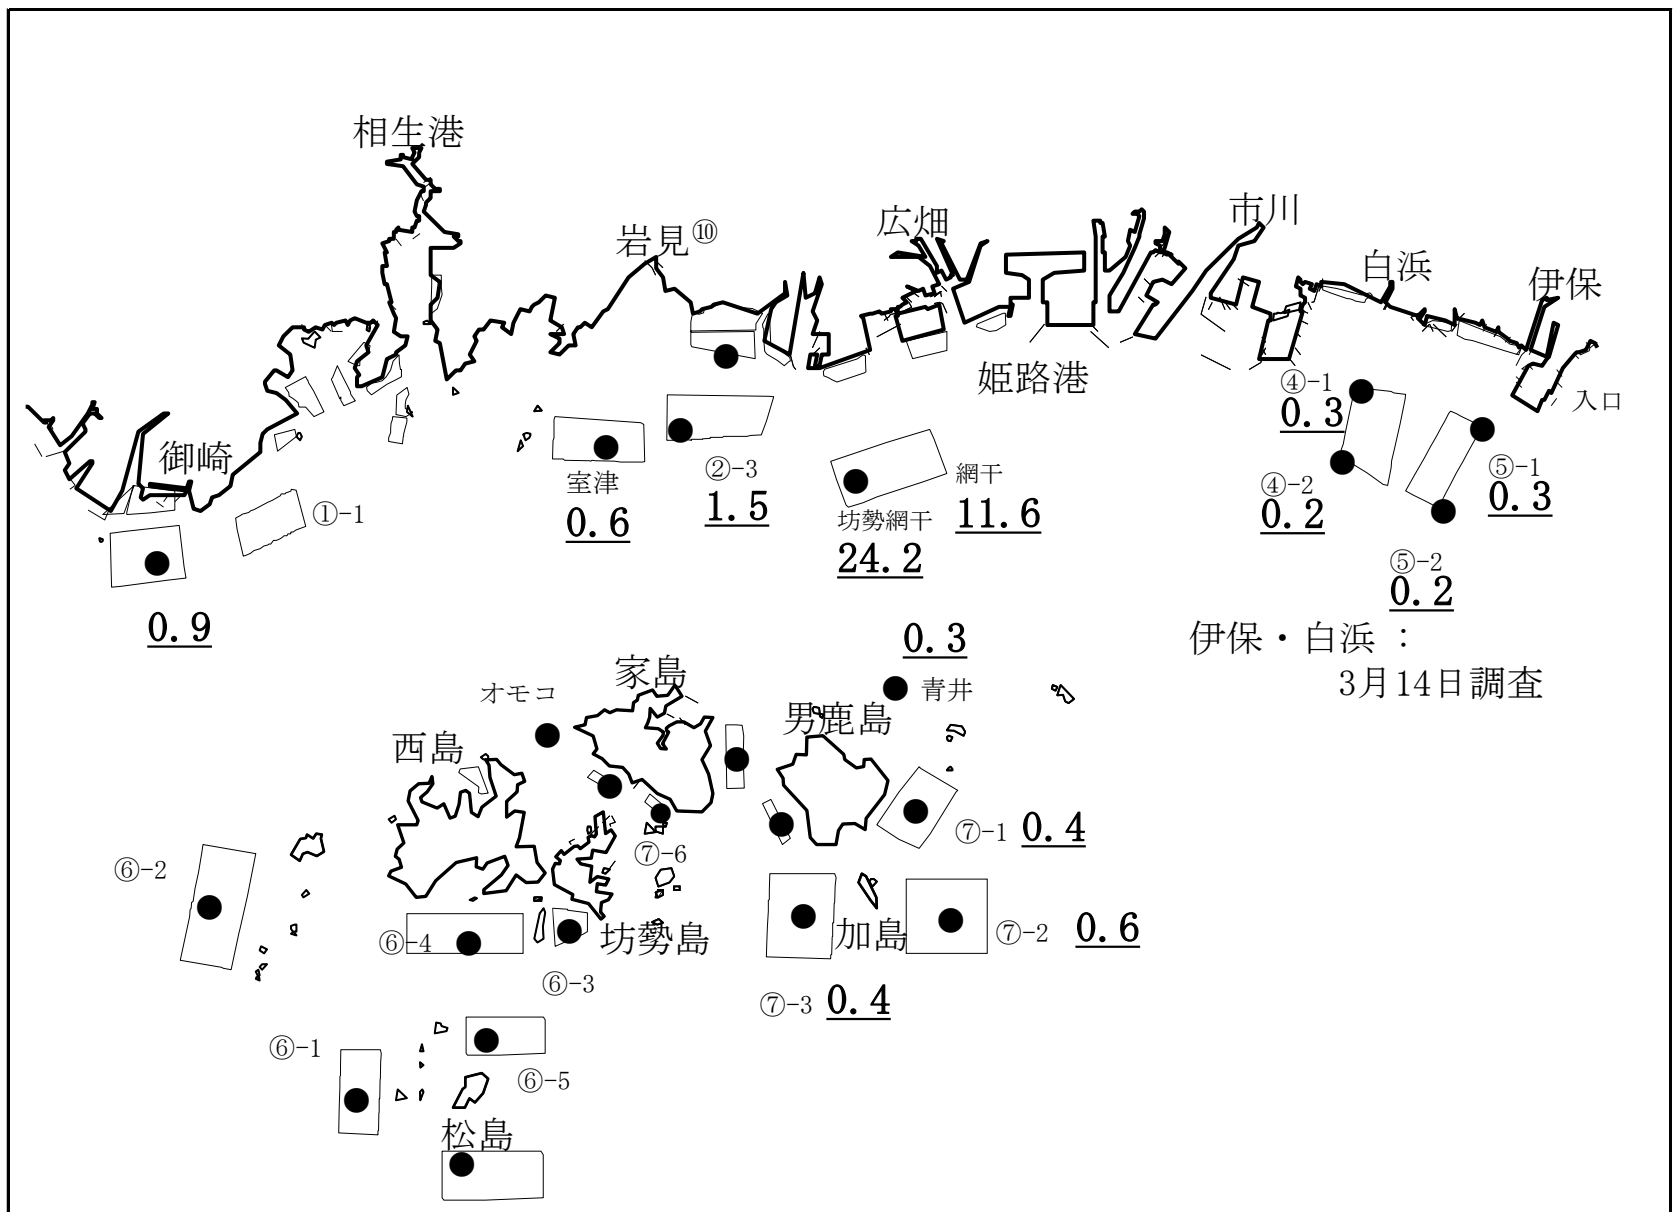 相生港
市川
広畑
岩見⑩
白浜
伊保
姫路港
④-1
0.3
入口
御崎
室津
0.6
②-3
1.5
網干
11.6
坊勢網干
24.2
④-2
0.2
⑤-1
0.3
①-1
⑤-2
0.2
0.9
伊保・白浜 :
3月14日調査
0.3
青井
家島
オモコ
男鹿島
西島
⑦-1 0.4
⑦-6
⑥-2
⑥-4
坊勢島
加島
⑦-2 0.6
⑥-3
⑦-3 0.4
⑥-1
⑥-5
松島